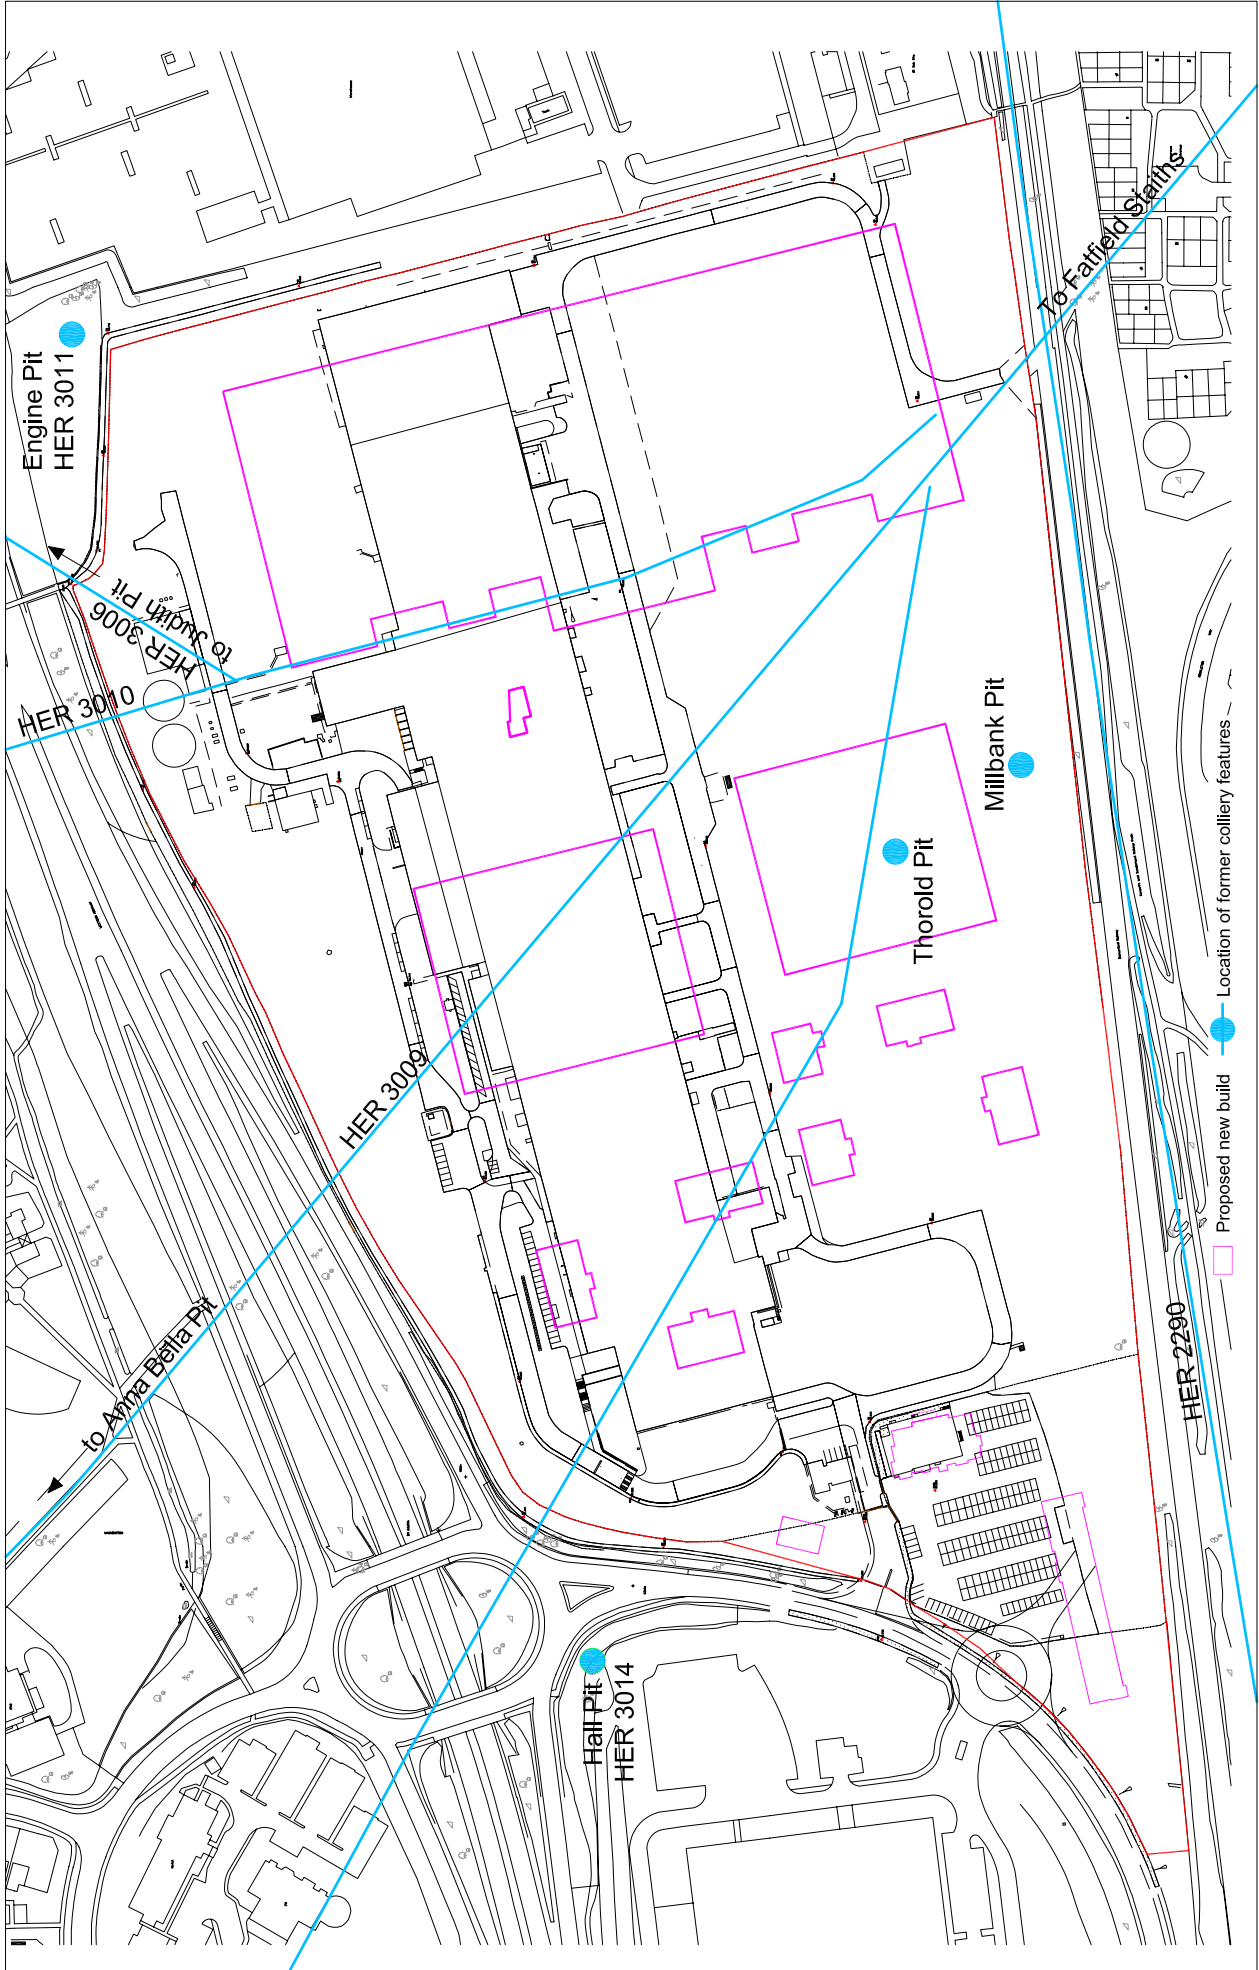 Engine Pit
HER 3011
HER 3006
to Judith Pit
HER 3010
To Fatfield Staiths
Millbank Pit
Thorold Pit
HER 3009
to Anna Bella Pit
Hall Pit
HER 3014
HER 2290
Proposed new build
Location of former colliery features